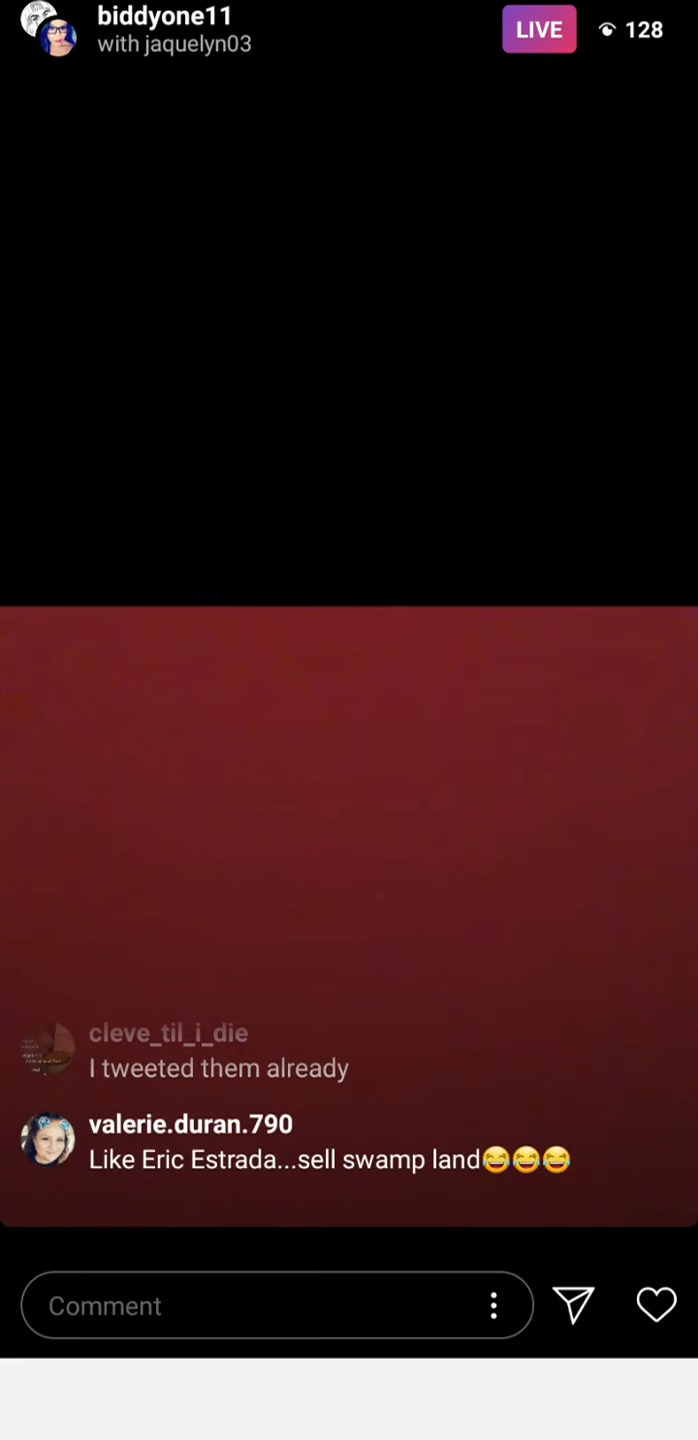 biddyone11
with jaquelyn03
LIVE
128
cleve_til_i_die
I tweeted them already
valerie.duran.790
Like Eric Estrada...sell swamp land😂😂😂
Comment